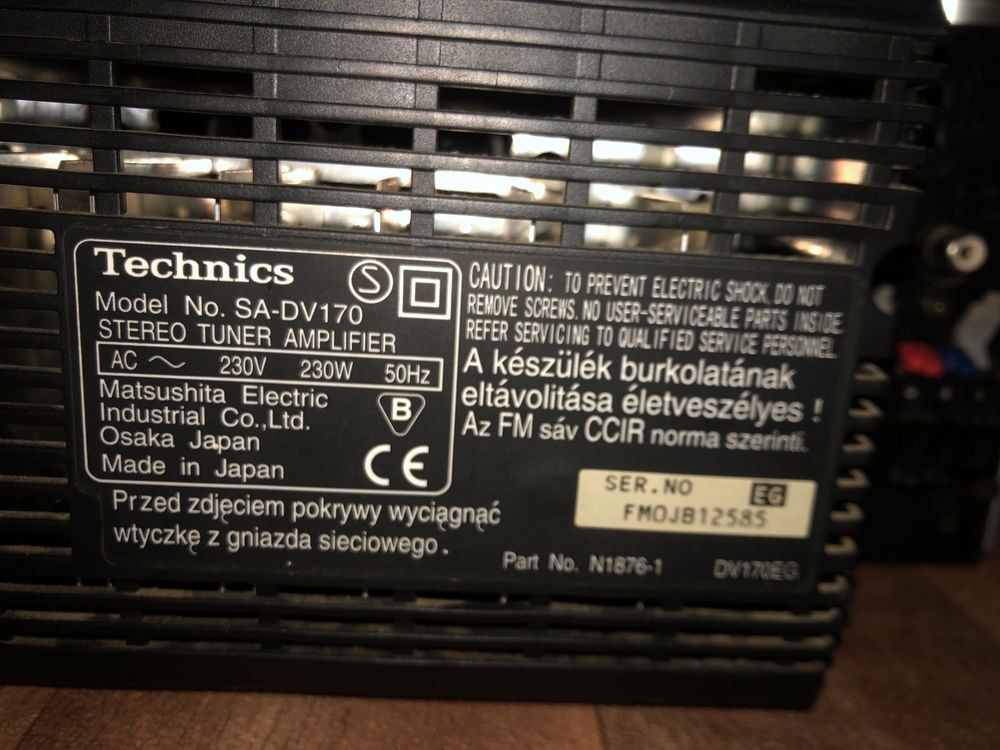 Technics
S
Model No. SA-DV170
STEREO TUNER AMPLIFIER
AC ~ 230V 230W 50Hz
Matsushita Electric
Industrial Co.,Ltd.
Osaka Japan
Made in Japan
B
CE
CAUTION: TO PREVENT ELECTRIC SHOCK, DO NOT
REMOVE SCREWS. NO USER-SERVICEABLE PARTS INSIDE.
REFER SERVICING TO QUALIFIED SERVICE PERSONNEL.
A készülék burkolatának
eltávolitása életveszélyes !
Az FM sáv CCIR norma szerinti.
Przed zdjęciem pokrywy wyciągnąć
wtyczkę z gniazda sieciowego.
SER.NO EG
FM0JB12585
Part No. N1876-1
DV170EG